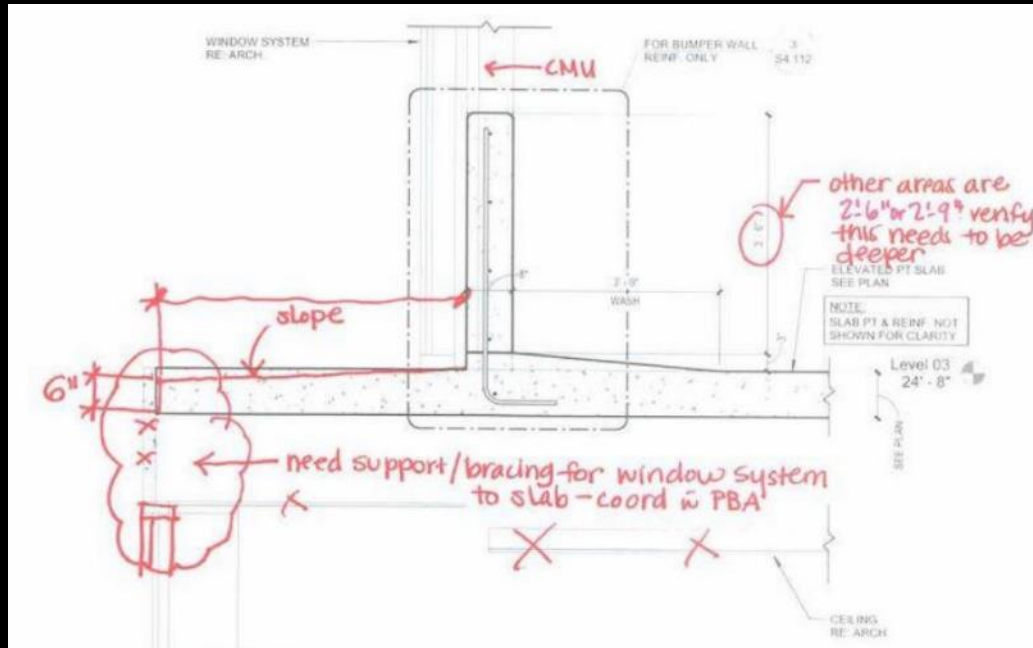 WINDOW SYSTEM
RE: ARCH
FOR BUMPER WALL
REINF. ONLY
3
S4.112
CMU
other areas are
2'-6" or 2'-9" verify
this needs to be
deeper
ELEVATED PT SLAB
SEE PLAN
8"
3'-9"
WASH
slope
3"
NOTE:
SLAB PT & REINF. NOT
SHOWN FOR CLARITY
Level 03
24' - 8"
6"
SEE PLAN
need support/bracing for window system
to slab-coord w PBA
CEILING
RE: ARCH